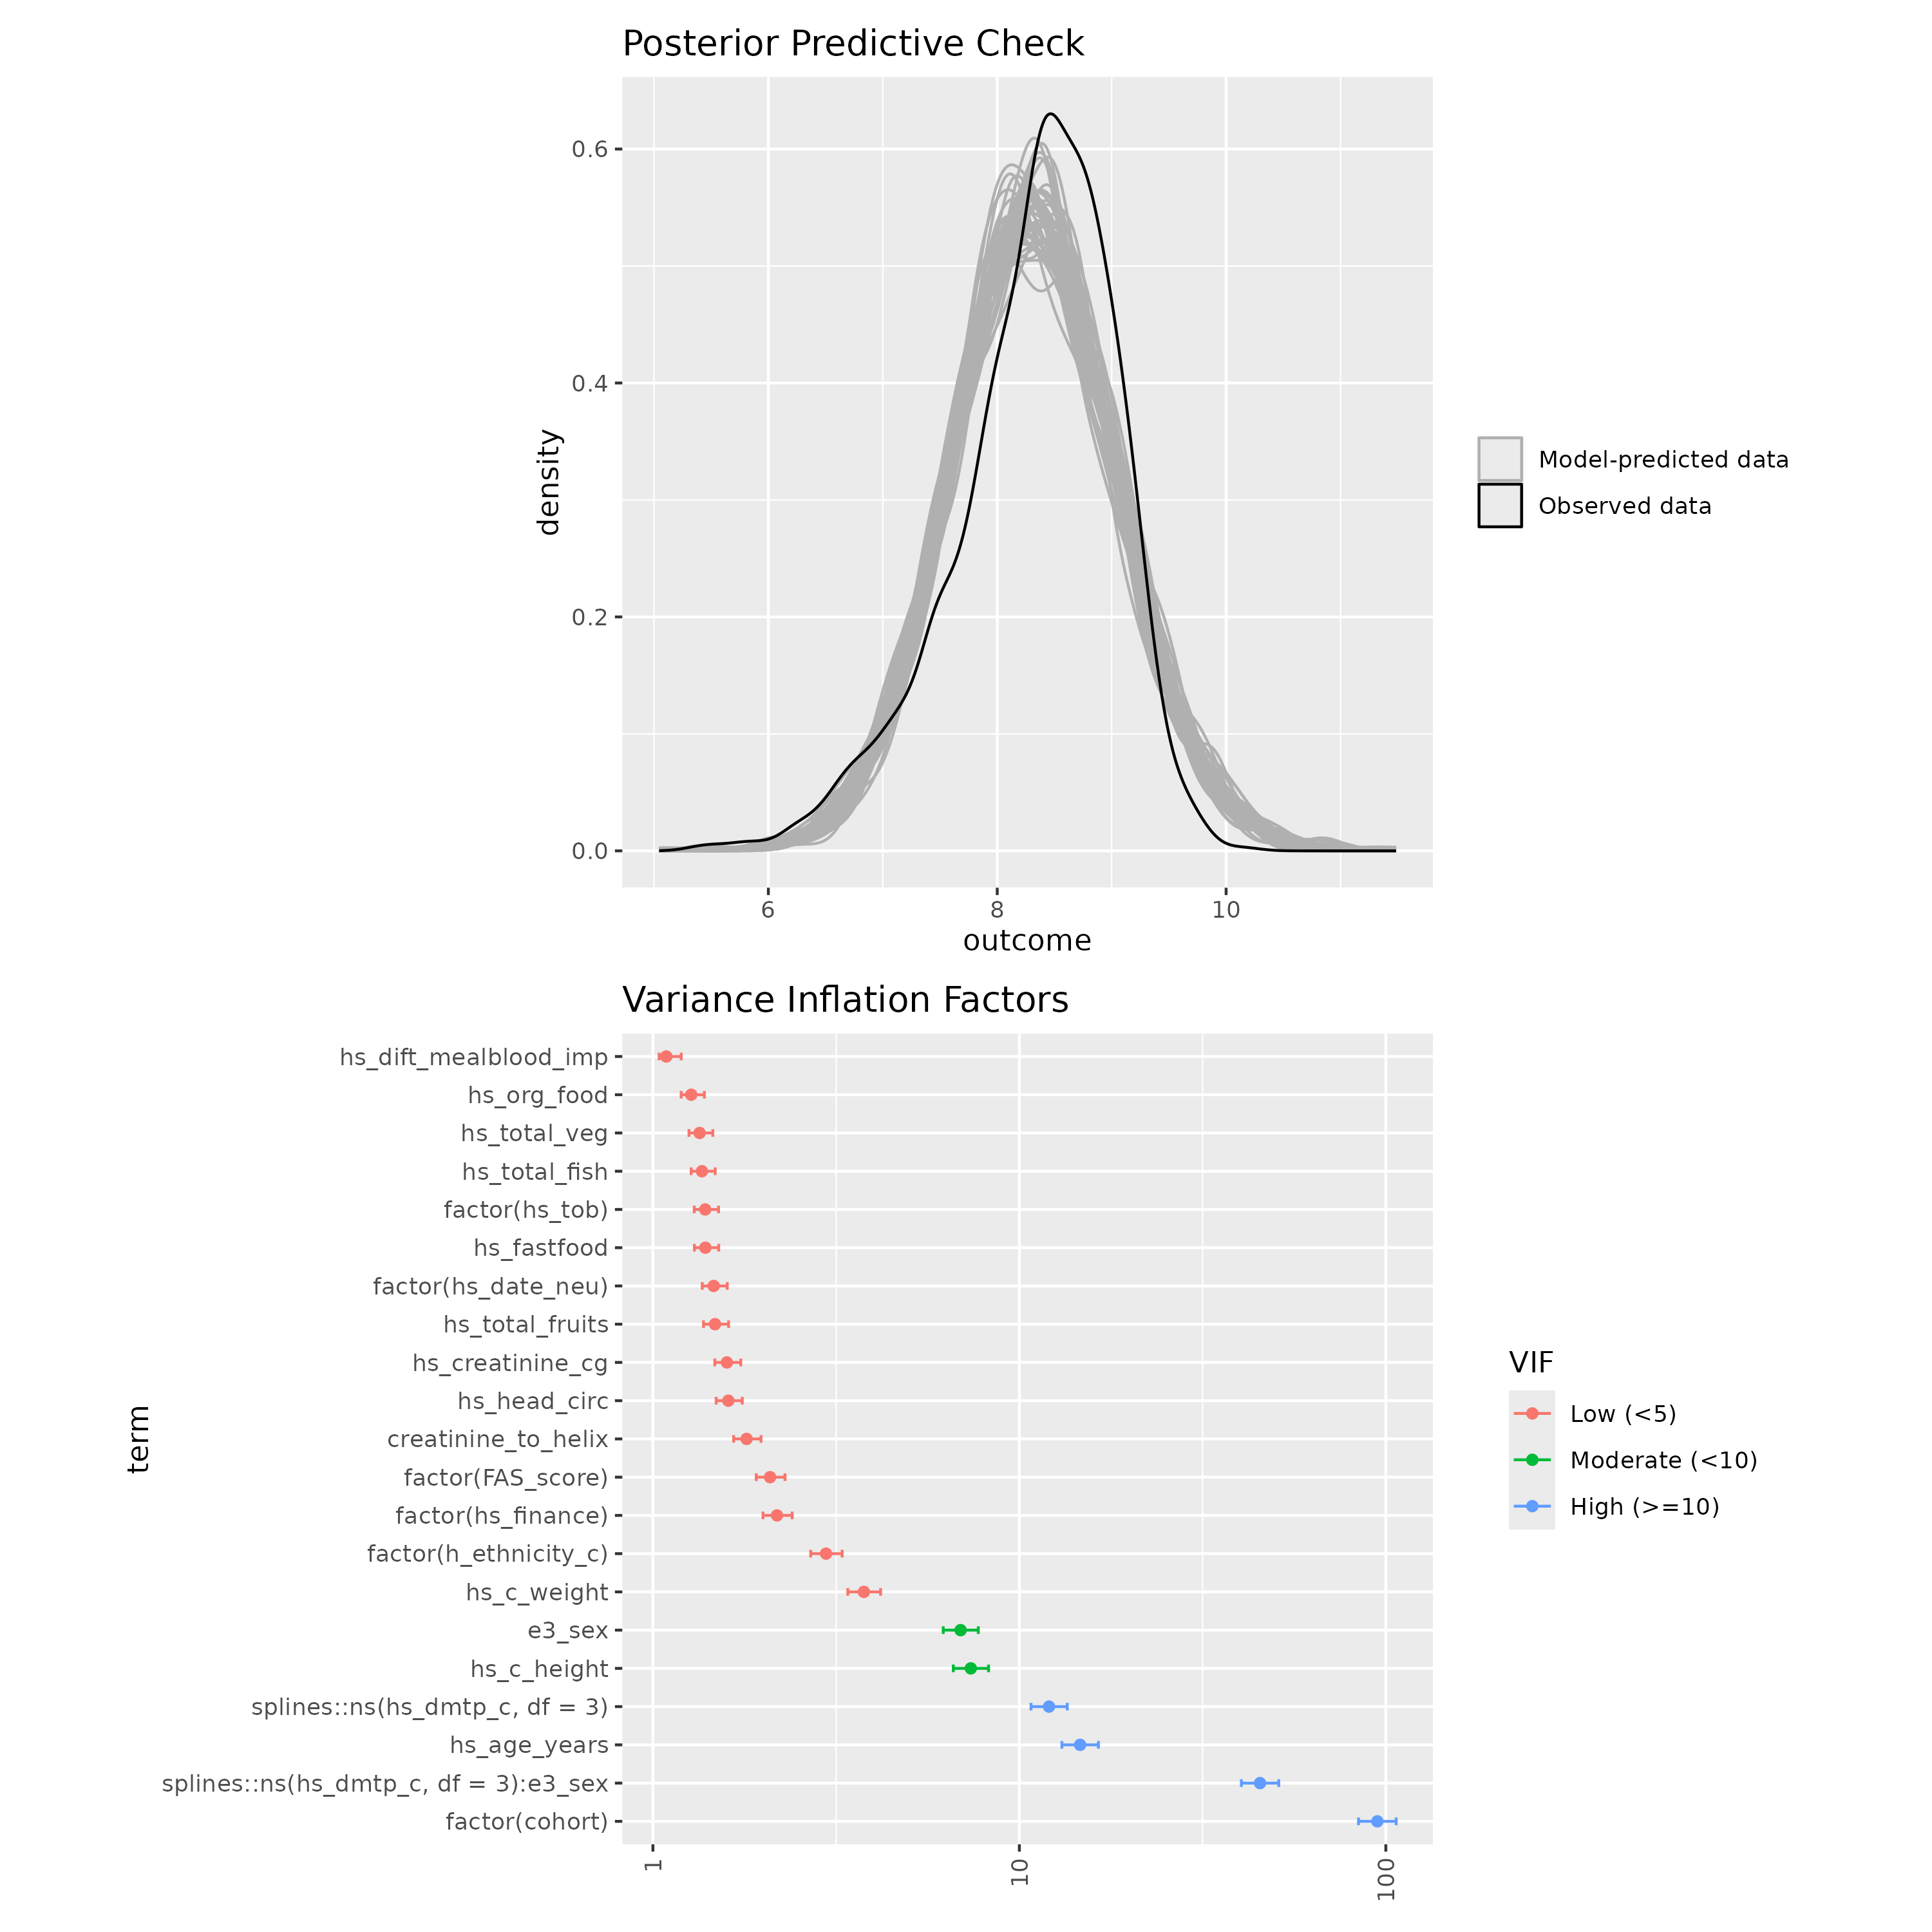 Posterior Predictive Check
0.6
0.4
0.2
0.0
density
6
8
10
outcome
Model-predicted data
Observed data
Variance Inflation Factors
term
hs_dift_mealblood_imp
hs_org_food
hs_total_veg
hs_total_fish
factor(hs_tob)
hs_fastfood
factor(hs_date_neu)
hs_total_fruits
hs_creatinine_cg
hs_head_circ
creatinine_to_helix
factor(FAS_score)
factor(hs_finance)
factor(h_ethnicity_c)
hs_c_weight
e3_sex
hs_c_height
splines::ns(hs_dmtp_c, df = 3)
hs_age_years
splines::ns(hs_dmtp_c, df = 3):e3_sex
factor(cohort)
1
10
100
VIF
Low (<5)
Moderate (<10)
High (>=10)